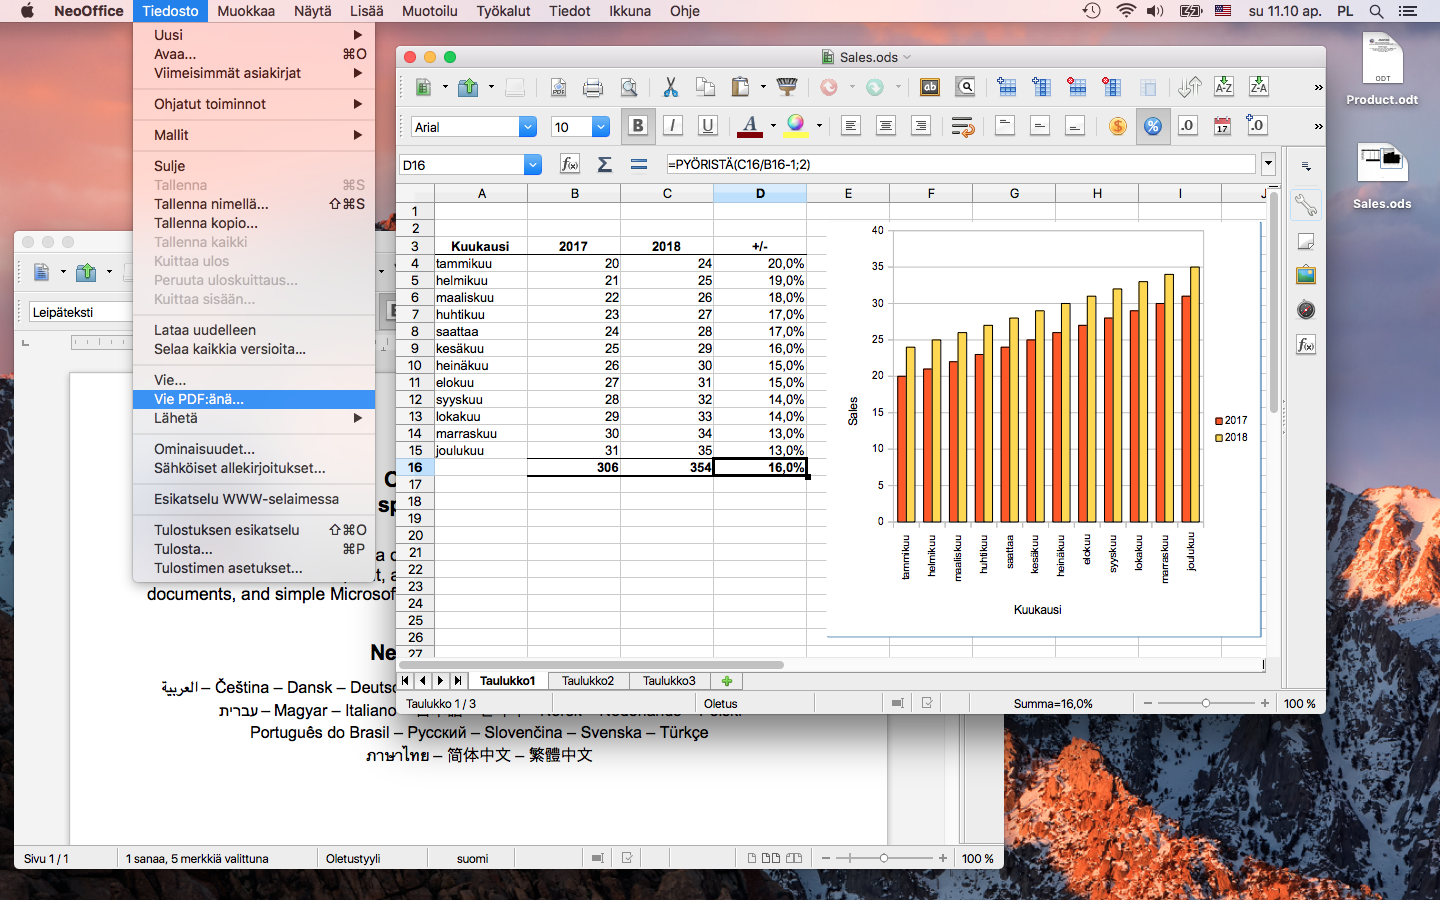 NeoOffice Tiedosto Muokkaa Näytä Lisää Muotoilu Työkalut Tiedot Ikkuna Ohje su 11.10 ap. PL
Uusi
Avaa... ⌘O
Viimeisimmät asiakirjat
Ohjatut toiminnot
Mallit
Sulje
Tallenna ⌘S
Tallenna nimellä... ⇧⌘S
Tallenna kopio...
Tallenna kaikki
Kuittaa ulos
Peruuta uloskuittaus...
Kuittaa sisään...
Lataa uudelleen
Selaa kaikkia versioita...
Vie...
Vie PDF:änä...
Lähetä
Ominaisuudet...
Sähköiset allekirjoitukset...
Esikatselu WWW-selaimessa
Tulostuksen esikatselu ⇧⌘O
Tulosta... ⌘P
Tulostimen asetukset...
Sales.ods
Arial 10
D16 =PYÖRISTÄ(C16/B16-1;2)
A B C D E F G H I J
1
2
3 Kuukausi 2017 2018 +/-
4 tammikuu 20 24 20,0%
5 helmikuu 21 25 19,0%
6 maaliskuu 22 26 18,0%
7 huhtikuu 23 27 17,0%
8 saattaa 24 28 17,0%
9 kesäkuu 25 29 16,0%
10 heinäkuu 26 30 15,0%
11 elokuu 27 31 15,0%
12 syyskuu 28 32 14,0%
13 lokakuu 29 33 14,0%
14 marraskuu 30 34 13,0%
15 joulukuu 31 35 13,0%
16 306 354 16,0%
17
18
19
20
21
22
23
24
25
26
27
40
35
30
25
20
15
10
5
0
Sales
tammikuu helmikuu maaliskuu huhtikuu saattaa kesäkuu heinäkuu elokuu syyskuu lokakuu marraskuu joulukuu
Kuukausi
2017
2018
Taulukko1 Taulukko2 Taulukko3
Taulukko 1 / 3 Oletus Summa=16,0% 100 %
ODT
Product.odt
Sales.ods
Leipäteksti
documents, and simple Microsof
Ne
العربية – Čeština – Dansk – Deutsc
עברית – Magyar – Italiano
Português do Brasil – Русский – Slovenčina – Svenska – Türkçe
ภาษาไทย – 简体中文 – 繁體中文
Sivu 1 / 1 1 sanaa, 5 merkkiä valittuna Oletustyyli suomi 100 %